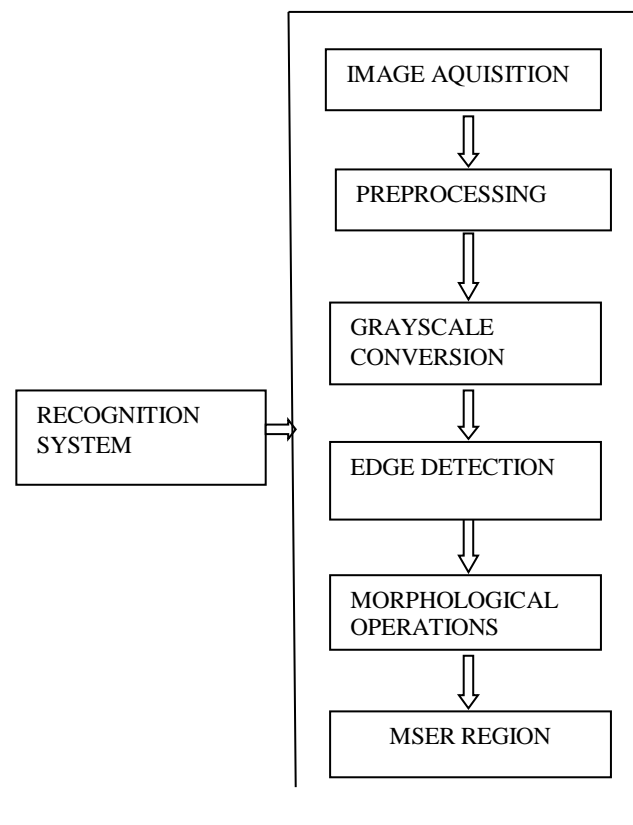 IMAGE AQUISITION
PREPROCESSING
GRAYSCALE
CONVERSION
RECOGNITION
SYSTEM
EDGE DETECTION
MORPHOLOGICAL
OPERATIONS
MSER REGION